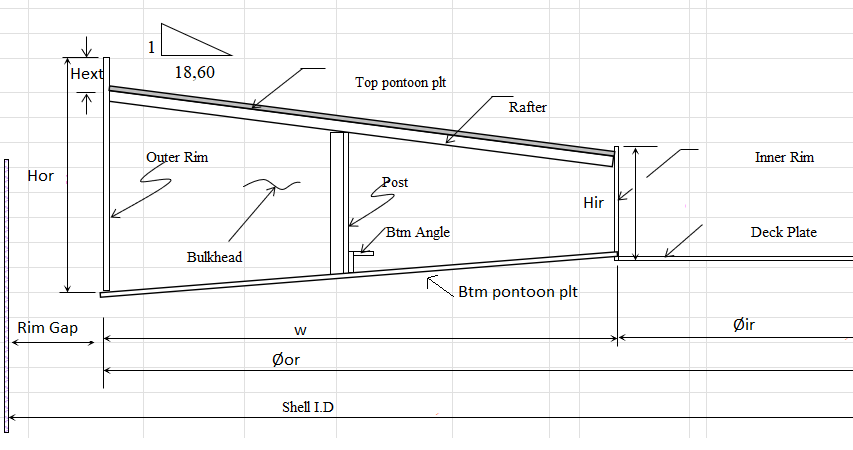 1
Hext
18,60
Top pontoon plt
Rafter
Outer Rim
Inner Rim
Hor
Post
Hir
Btm Angle
Deck Plate
Bulkhead
Btm pontoon plt
Rim Gap
w
Øir
Øor
Shell I.D